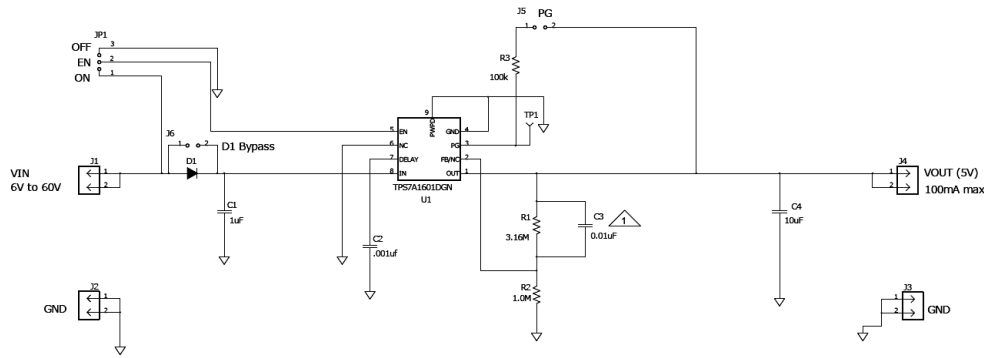 J5 PG
1 2
JP1
OFF 3
EN 2
ON 1
R3
100k
9
PWPD
TP1
J6
1 2 D1 Bypass
D1
5 EN
6 NC
7 DELAY
8 IN
GND 4
PG 3
FB/NC 2
OUT 1
TPS7A1601DGN
U1
VIN
6V to 60V
J1
1
2
J4
1
2
VOUT (5V)
100mA max
C1
1uF
C2
.001uf
R1
3.16M
C3
0.01uF
1
C4
10uF
R2
1.0M
J2
GND
1
2
J3
1
2
GND